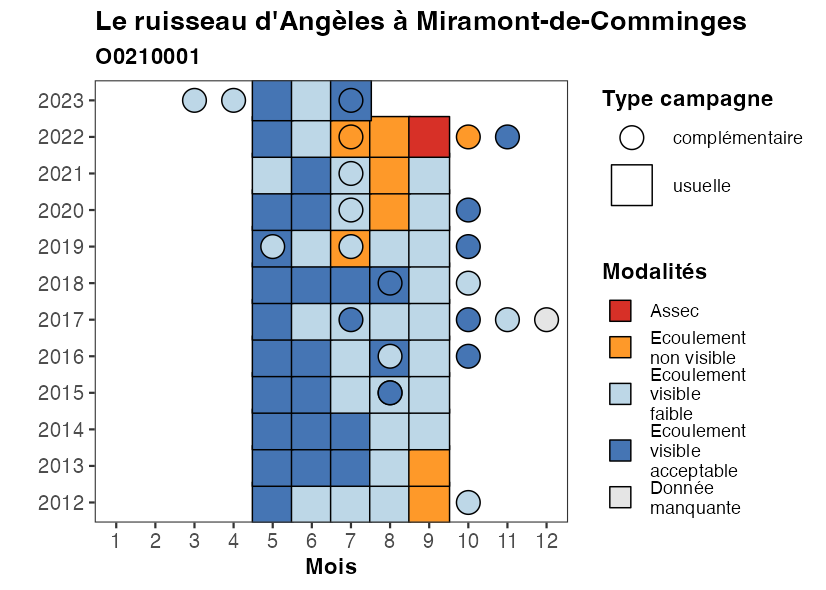 Le ruisseau d'Angèles à Miramont-de-Comminges
O0210001
2023
2022
2021
2020
2019
2018
2017
2016
2015
2014
2013
2012
1 2 3 4 5 6 7 8 9 10 11 12
Mois
Type campagne
complémentaire
usuelle
Modalités
Assec
Ecoulement
non visible
Ecoulement
visible
faible
Ecoulement
visible
acceptable
Donnée
manquante